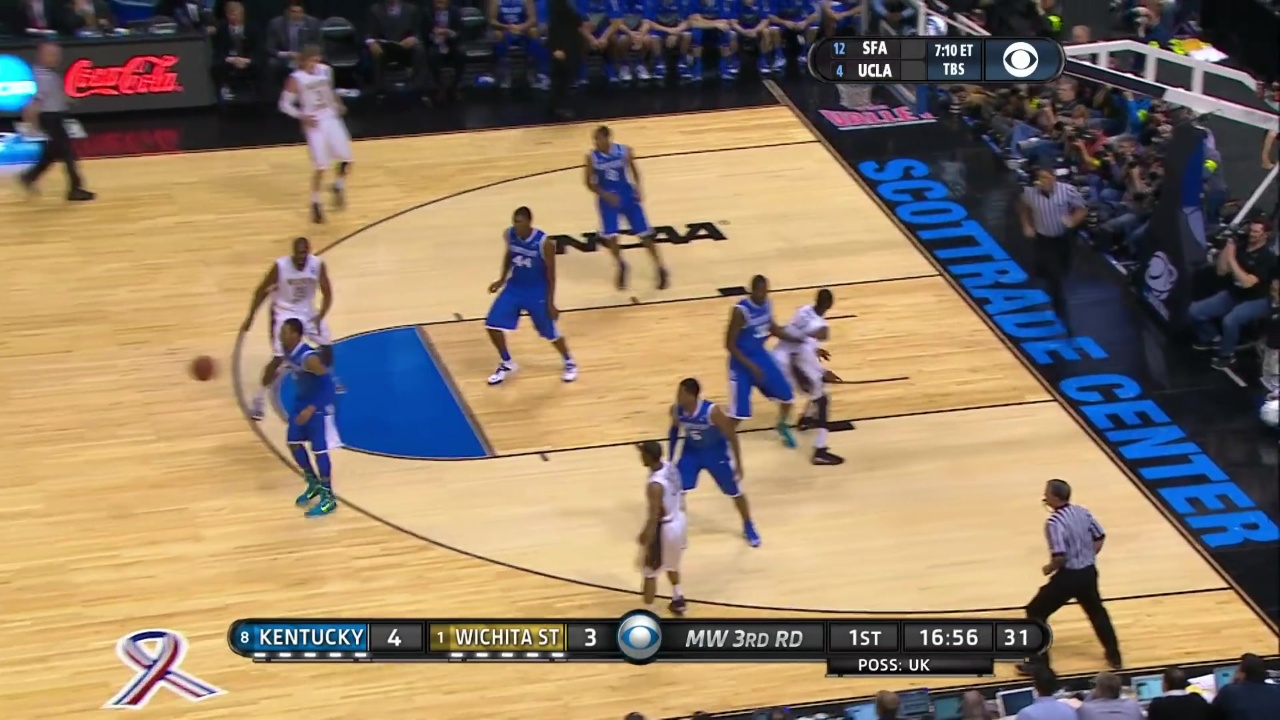 12 SFA 7:10 ET
4 UCLA TBS
Coca-Cola
NCAA
44
SCOTTRADE CENTER
8 KENTUCKY 4 1 WICHITA ST 3 MW 3RD RD 1ST 16:56 31
POSS: UK